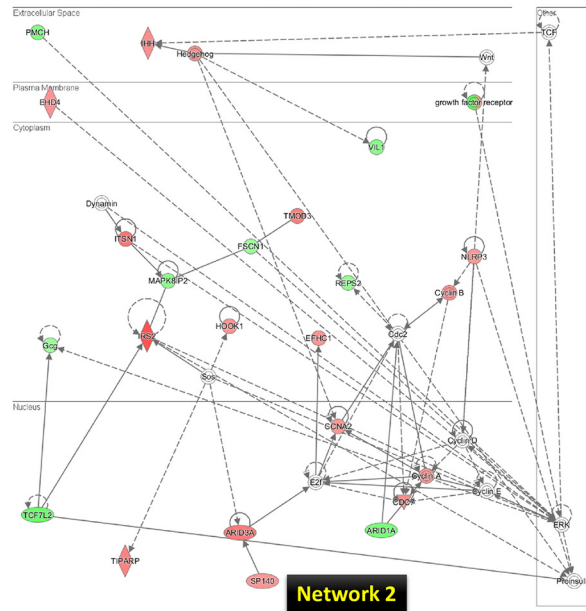 Extracellular Space
Other
PMCH
IHH
Hedgehog
TCF
Wnt
Plasma Membrane
EHD4
growth factor receptor
Cytoplasm
VIL1
Dynamin
TMOD3
ITSN1
FSCN1
NLRP3
MAPK8IP2
REPS2
Cyclin B
HOOK1
Cdc2
IRS2
EFHC1
Gcg
Sos
Nucleus
CCNA2
Cyclin D
Cyclin A
E2f
Cyclin E
CDC7
TCF7L2
ERK
ARID3A
ARID1A
TIPARP
SP140
Proinsulin
Network 2